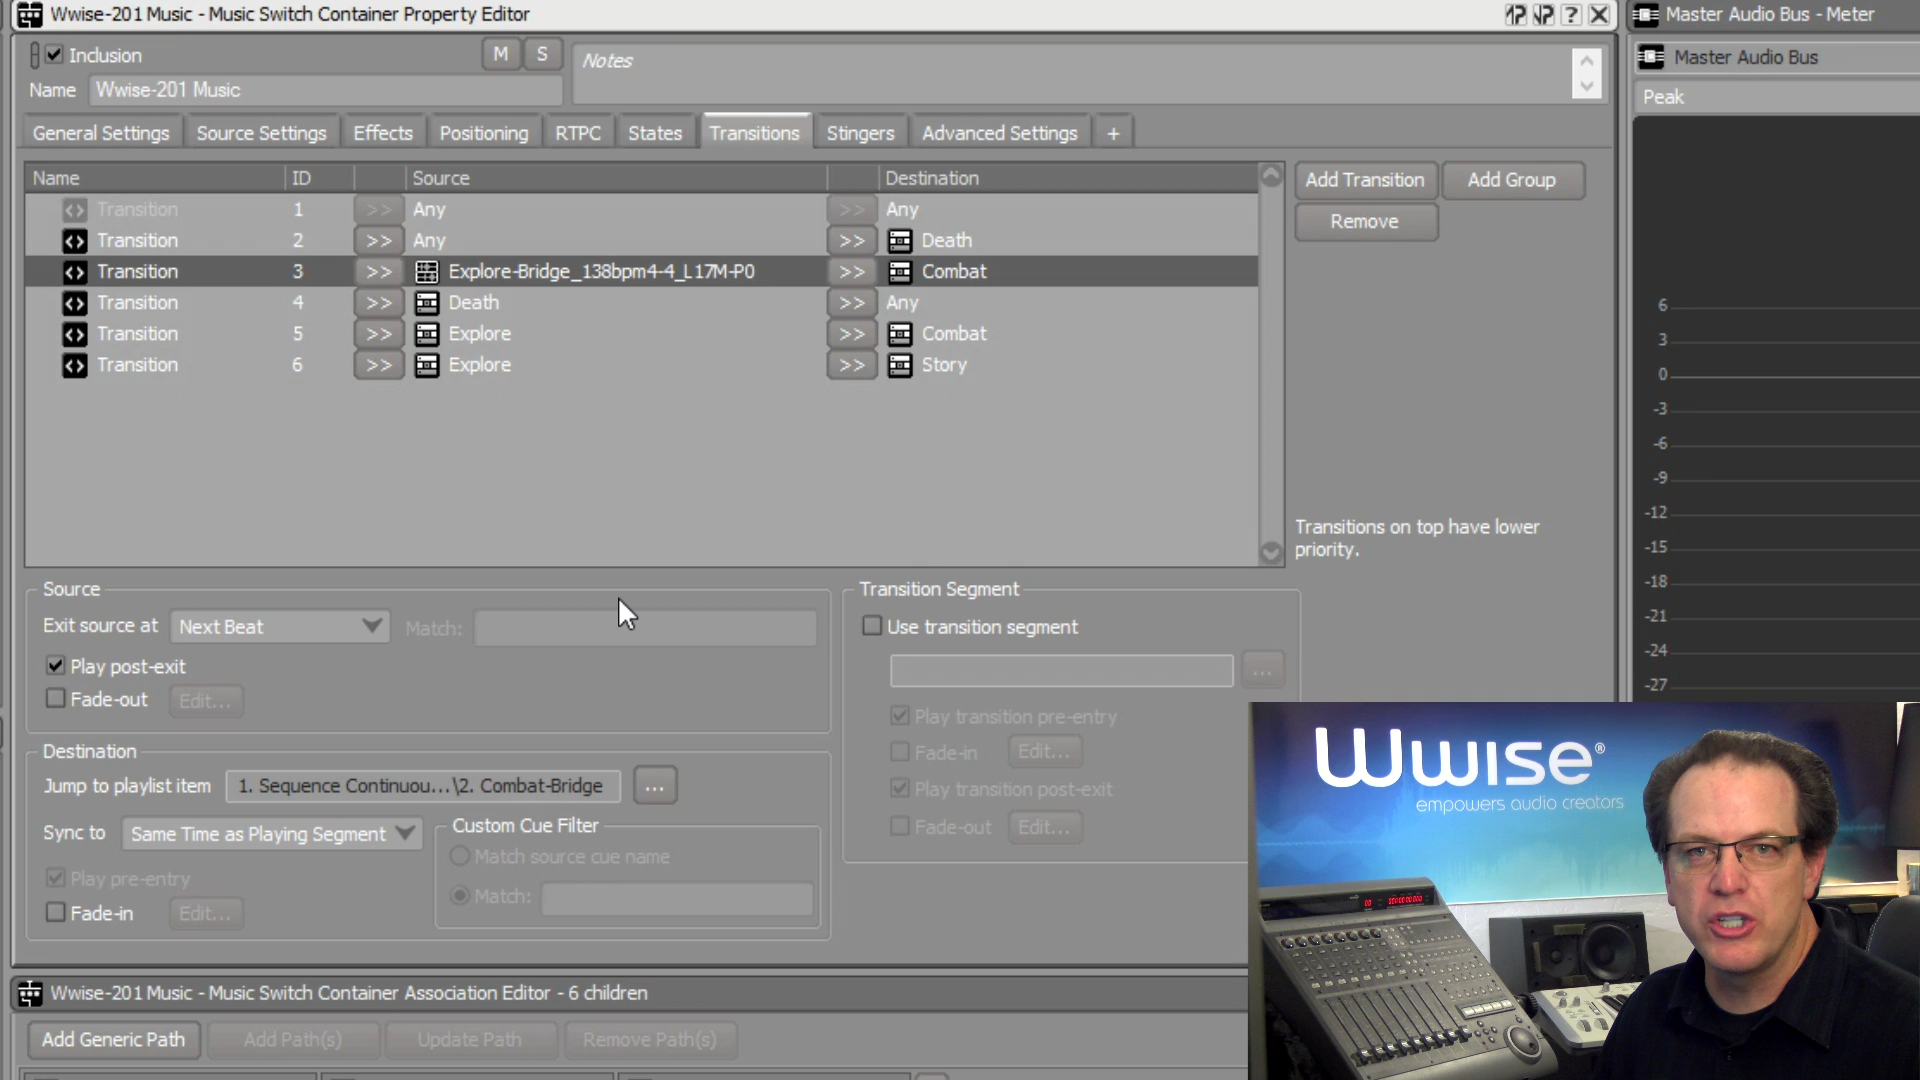 Wwise-201 Music - Music Switch Container Property Editor
Inclusion
M
S
Notes
Name
Wwise-201 Music
General Settings
Source Settings
Effects
Positioning
RTPC
States
Transitions
Stingers
Advanced Settings
+
Name ID Source Destination
Transition 1 >> Any >> Any
Transition 2 >> Any >> Death
Transition 3 >> Explore-Bridge_138bpm4-4_L17M-P0 >> Combat
Transition 4 >> Death >> Any
Transition 5 >> Explore >> Combat
Transition 6 >> Explore >> Story
Add Transition
Add Group
Remove
Transitions on top have lower
priority.
Source
Exit source at Next Beat Match:
Play post-exit
Fade-out Edit...
Destination
Jump to playlist item 1. Sequence Continuou...\2. Combat-Bridge ...
Sync to Same Time as Playing Segment
Play pre-entry
Fade-in Edit...
Custom Cue Filter
Match source cue name
Match:
Transition Segment
Use transition segment
...
Play transition pre-entry
Fade-in Edit...
Play transition post-exit
Fade-out Edit...
Wwise-201 Music - Music Switch Container Association Editor - 6 children
Add Generic Path
Add Path(s)
Update Path
Remove Path(s)
Master Audio Bus - Meter
Master Audio Bus
Peak
6
3
0
-3
-6
-9
-12
-15
-18
-21
-24
-27
Wwise®
empowers audio creators